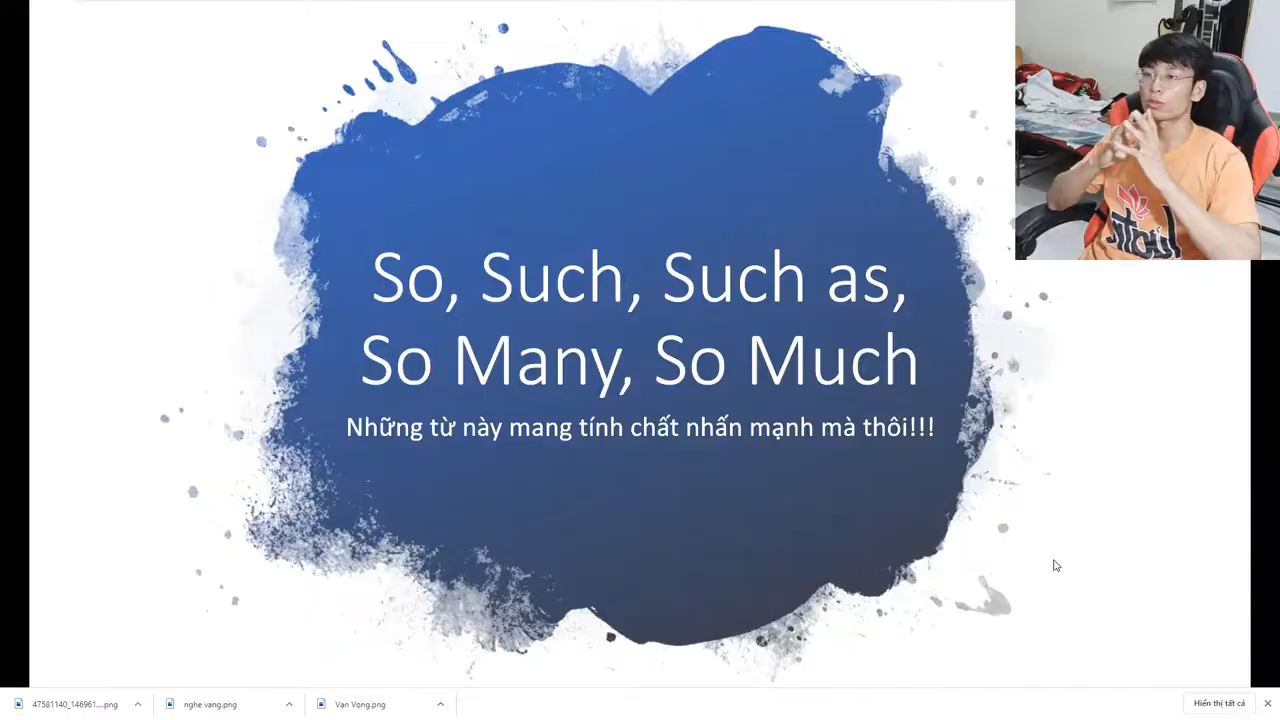 So, Such, Such as,
So Many, So Much
Những từ này mang tính chất nhấn mạnh mà thôi!!!
47581140_146961....png
nghe vang.png
Vạn Vọng.png
Hiển thị tất cả